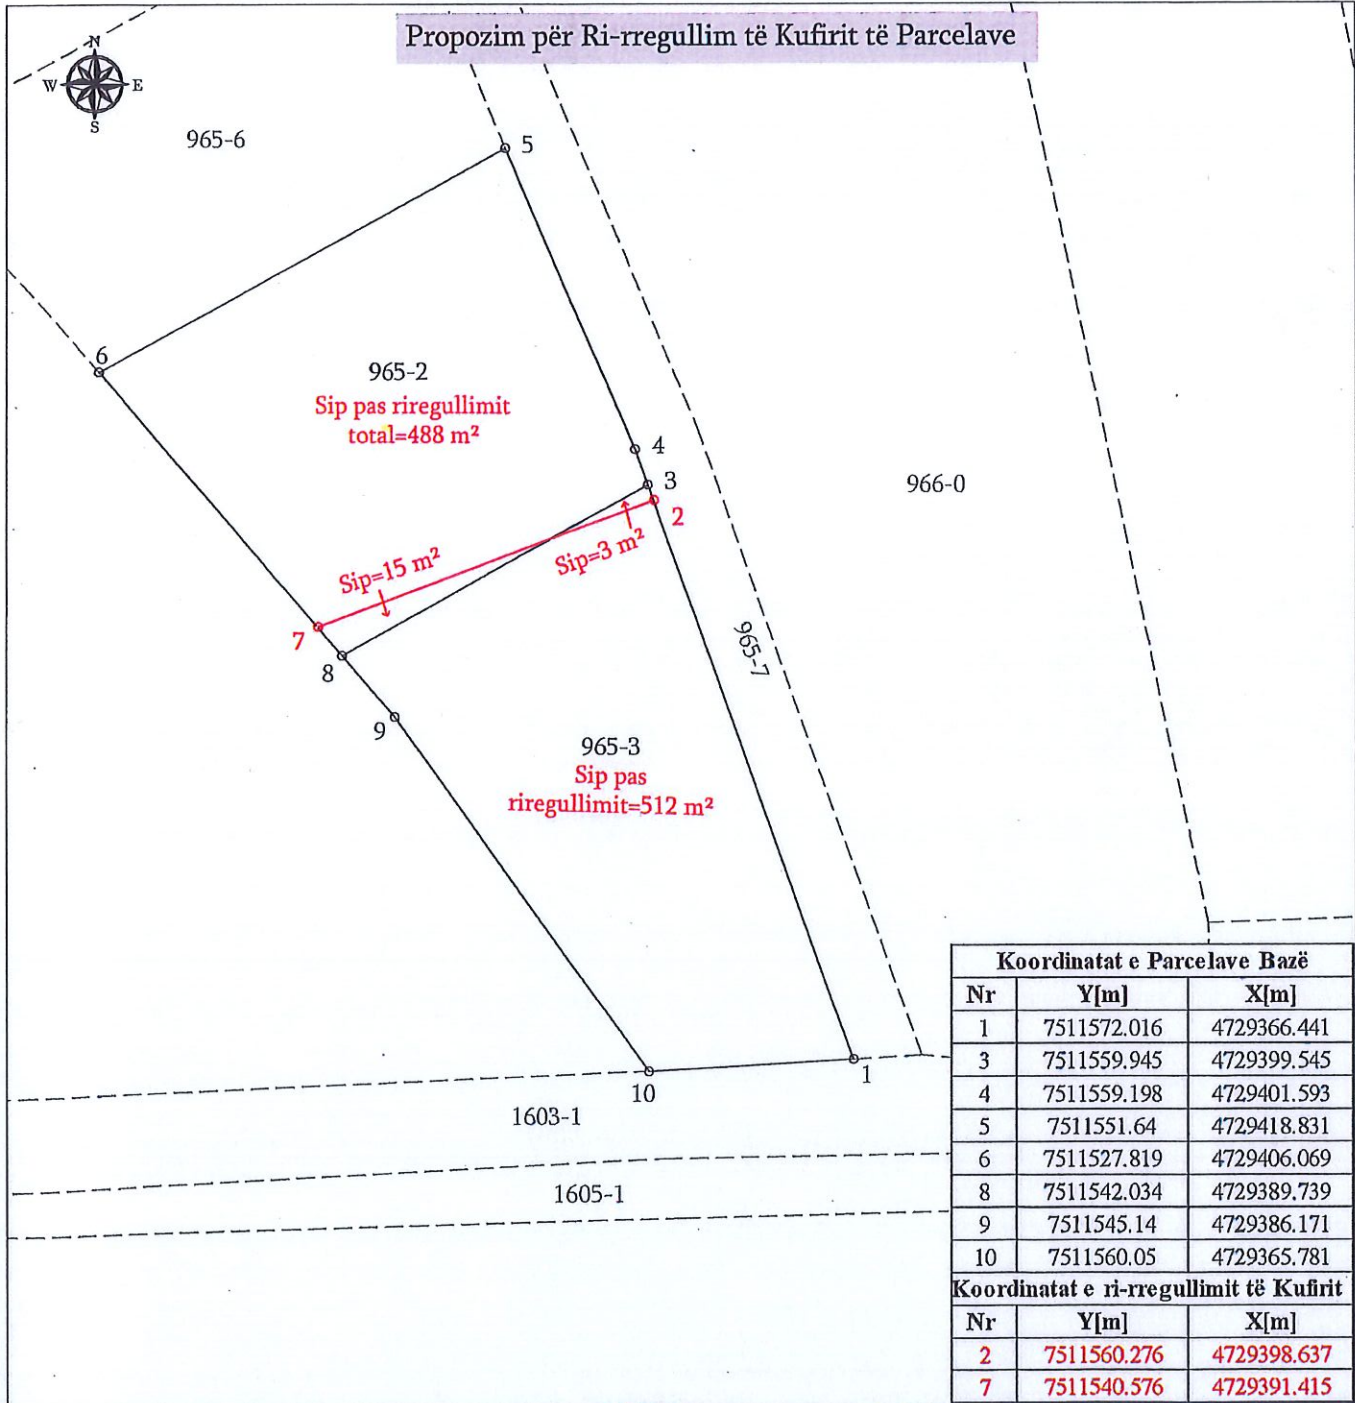 Propozim për Ri-rregullim të Kufirit të Parcelave
N
W E
S
965-6
5
6
965-2
Sip pas riregullimit
total=488 m²
4
3
2
966-0
Sip=15 m²
Sip=3 m²
7
8
965-7
9
965-3
Sip pas
riregullimit=512 m²
10
1
1603-1
1605-1
Koordinatat e Parcelave Bazë
Nr Y[m] X[m]
1 7511572.016 4729366.441
3 7511559.945 4729399.545
4 7511559.198 4729401.593
5 7511551.64 4729418.831
6 7511527.819 4729406.069
8 7511542.034 4729389.739
9 7511545.14 4729386.171
10 7511560.05 4729365.781
Koordinatat e ri-rregullimit të Kufirit
Nr Y[m] X[m]
2 7511560.276 4729398.637
7 7511540.576 4729391.415